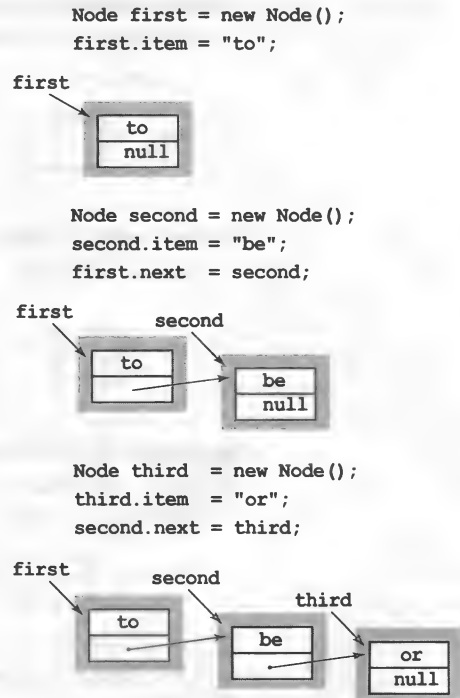 Node first = new Node();
first.item = "to";
first
to
null
Node second = new Node();
second.item = "be";
first.next = second;
first
second
to
be
null
Node third = new Node();
third.item = "or";
second.next = third;
first
second
third
to
be
or
null